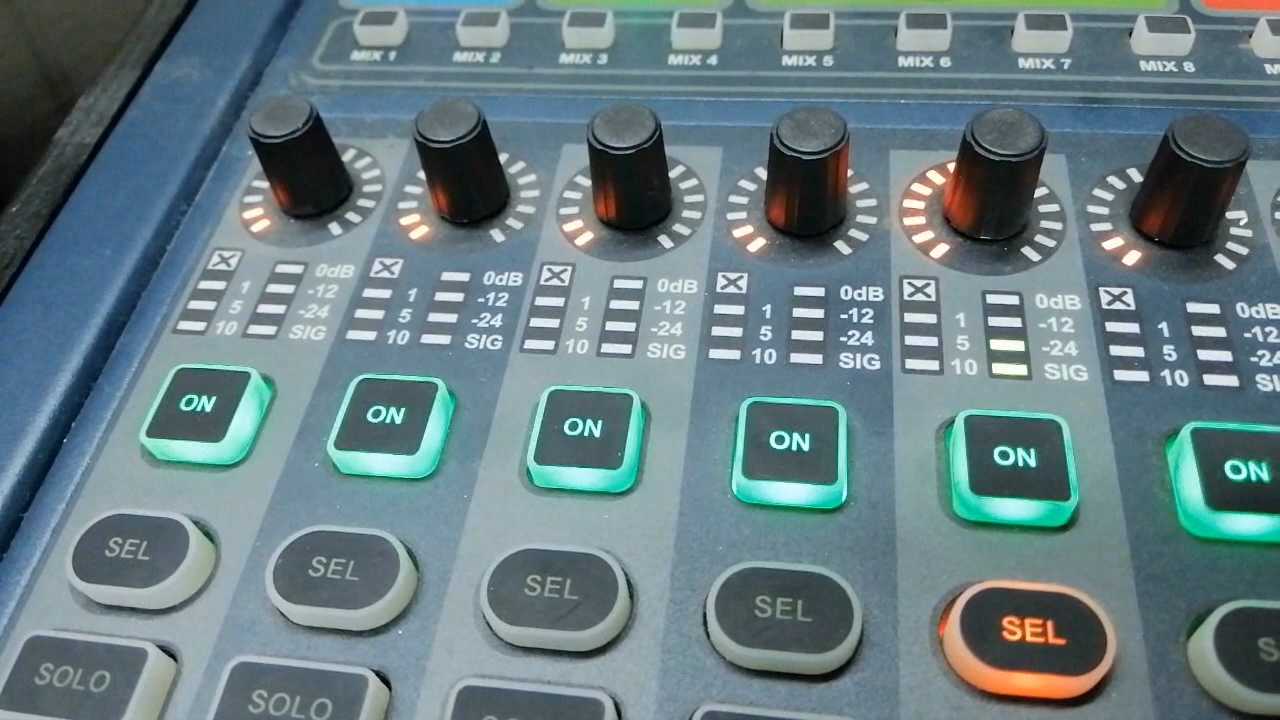 MIX 1 MIX 2 MIX 3 MIX 4 MIX 5 MIX 6 MIX 7 MIX 8
0dB 0dB 0dB 0dB 0dB 0dB
1 -12 1 -12 1 -12 1 -12 1 -12 1 -12
5 -24 5 -24 5 -24 5 -24 5 -24 5 -24
10 SIG 10 SIG 10 SIG 10 SIG 10 SIG 10
ON ON ON ON ON ON
SEL SEL SEL SEL SEL
SOLO SOLO